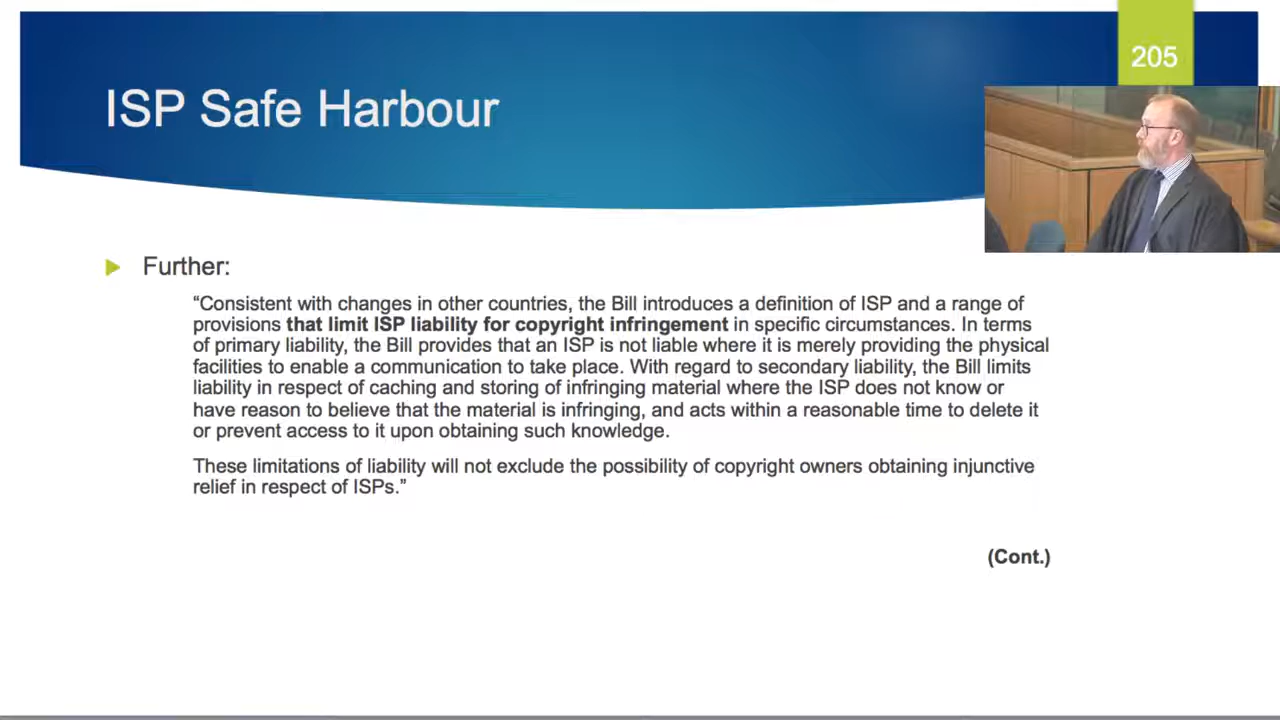 205
ISP Safe Harbour
Further:
“Consistent with changes in other countries, the Bill introduces a definition of ISP and a range of
provisions that limit ISP liability for copyright infringement in specific circumstances. In terms
of primary liability, the Bill provides that an ISP is not liable where it is merely providing the physical
facilities to enable a communication to take place. With regard to secondary liability, the Bill limits
liability in respect of caching and storing of infringing material where the ISP does not know or
have reason to believe that the material is infringing, and acts within a reasonable time to delete it
or prevent access to it upon obtaining such knowledge.
These limitations of liability will not exclude the possibility of copyright owners obtaining injunctive
relief in respect of ISPs.”
(Cont.)